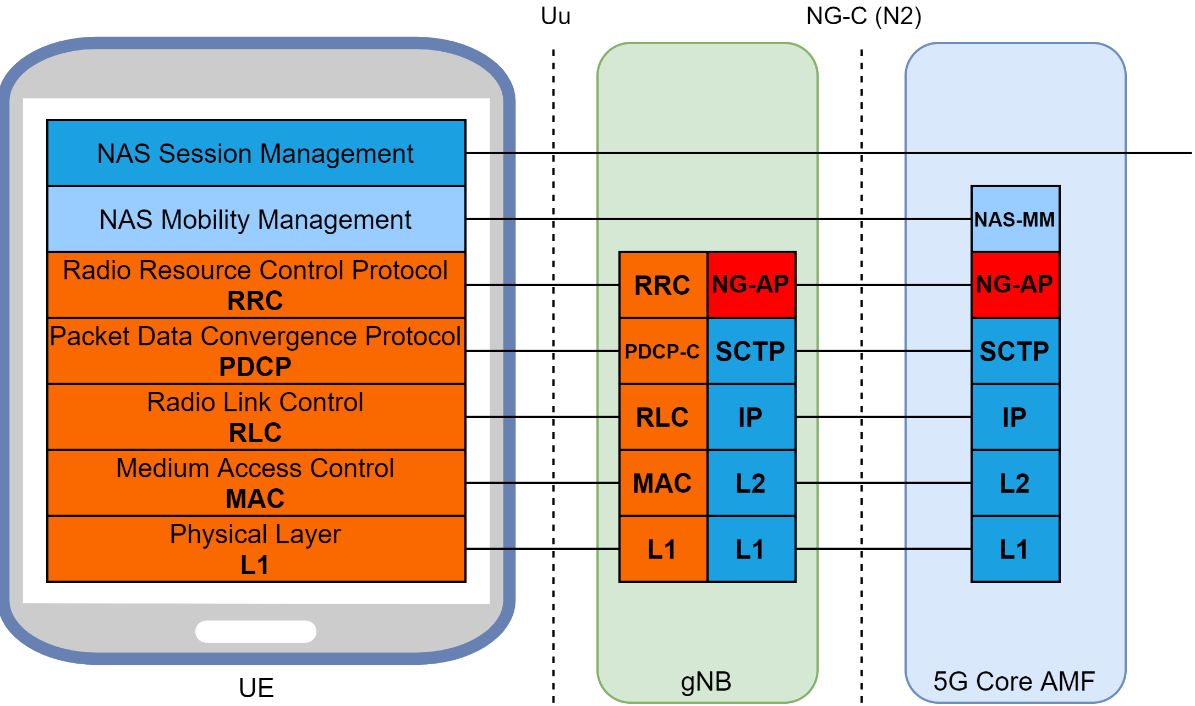 Uu
NG-C (N2)
NAS Session Management
NAS Mobility Management
NAS-MM
Radio Resource Control Protocol
RRC
RRC
NG-AP
NG-AP
Packet Data Convergence Protocol
PDCP
PDCP-C
SCTP
SCTP
Radio Link Control
RLC
RLC
IP
IP
Medium Access Control
MAC
MAC
L2
L2
Physical Layer
L1
L1
L1
L1
UE
gNB
5G Core AMF